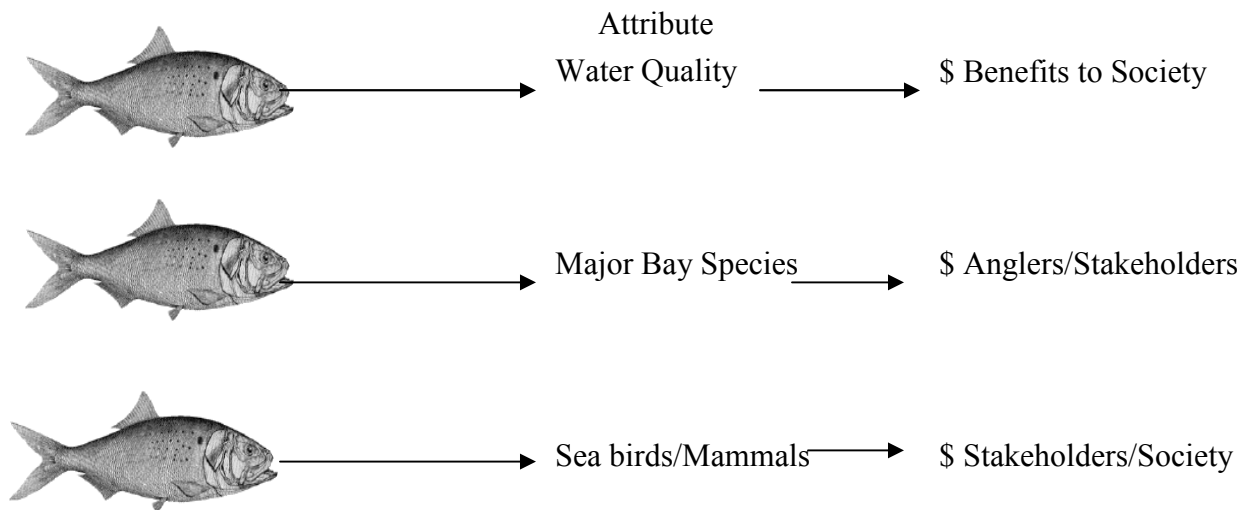 Attribute
Water Quality
$ Benefits to Society
Major Bay Species
$ Anglers/Stakeholders
Sea birds/Mammals
$ Stakeholders/Society